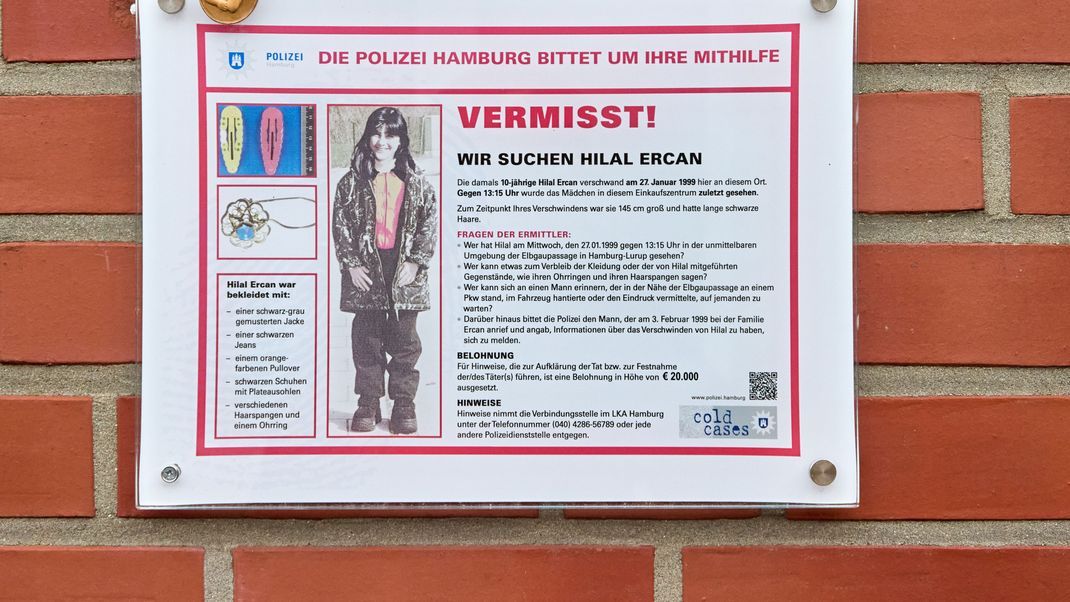 POLIZEI
Hamburg
DIE POLIZEI HAMBURG BITTET UM IHRE MITHILFE
VERMISST!
WIR SUCHEN HILAL ERCAN
Die damals 10-jährige Hilal Ercan verschwand am 27. Januar 1999 hier an diesem Ort.
Gegen 13:15 Uhr wurde das Mädchen in diesem Einkaufszentrum zuletzt gesehen.
Zum Zeitpunkt Ihres Verschwindens war sie 145 cm groß und hatte lange schwarze
Haare.
FRAGEN DER ERMITTLER:
• Wer hat Hilal am Mittwoch, den 27.01.1999 gegen 13:15 Uhr in der unmittelbaren
Umgebung der Elbgaupassage in Hamburg-Lurup gesehen?
• Wer kann etwas zum Verbleib der Kleidung oder der von Hilal mitgeführten
Gegenstände, wie ihren Ohrringen und ihren Haarspangen sagen?
• Wer kann sich an einen Mann erinnern, der in der Nähe der Elbgaupassage an einem
Pkw stand, im Fahrzeug hantierte oder den Eindruck vermittelte, auf jemanden zu
warten?
• Darüber hinaus bittet die Polizei den Mann, der am 3. Februar 1999 bei der Familie
Ercan anrief und angab, Informationen über das Verschwinden von Hilal zu haben,
sich zu melden.
BELOHNUNG
Für Hinweise, die zur Aufklärung der Tat bzw. zur Festnahme
der/des Täter(s) führen, ist eine Belohnung in Höhe von € 20.000
ausgesetzt.
HINWEISE
Hinweise nimmt die Verbindungsstelle im LKA Hamburg
unter der Telefonnummer (040) 4286-56789 oder jede
andere Polizeidienststelle entgegen.
www.polizei.hamburg
cold
cases
Hilal Ercan war
bekleidet mit:
– einer schwarz-grau
gemusterten Jacke
– einer schwarzen
Jeans
– einem orange-
farbenen Pullover
– schwarzen Schuhen
mit Plateausohlen
– verschiedenen
Haarspangen und
einem Ohrring